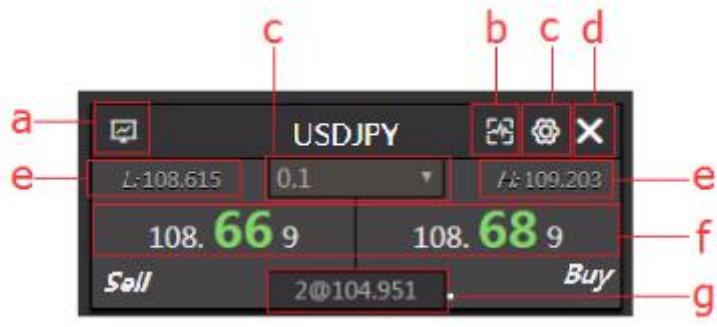 c b c d
a USDJPY
e L:108.615 0.1 H:109.203 e
108. 66 9 108. 68 9 f
Sell Buy
2@104.951 g